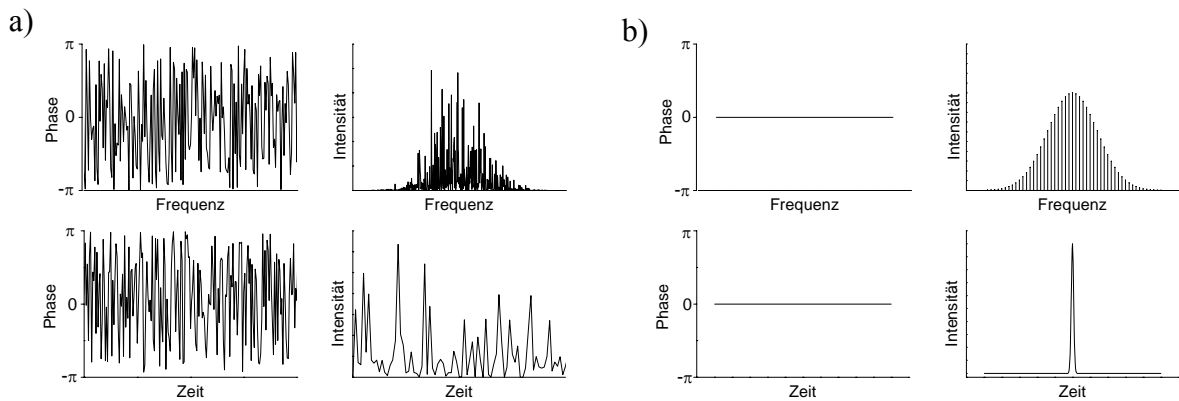 a)
π
0
-π
Phase
Frequenz
Intensität
Frequenz
π
0
-π
Phase
Zeit
Intensität
Zeit
b)
π
0
-π
Phase
Frequenz
Intensität
Frequenz
π
0
-π
Phase
Zeit
Intensität
Zeit